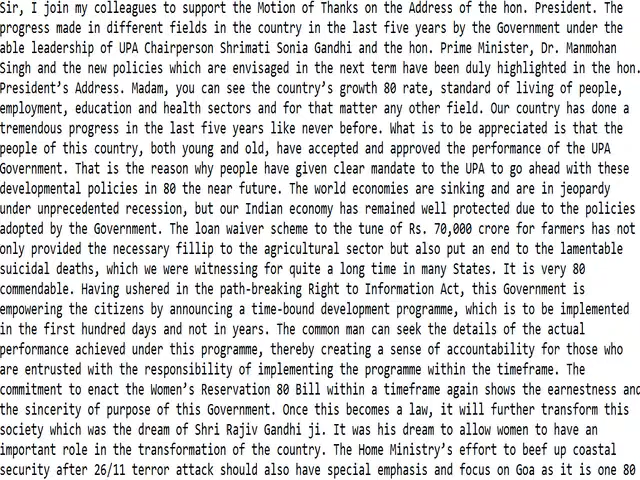 Sir, I join my colleagues to support the Motion of Thanks on the Address of the hon. President. The
progress made in different fields in the country in the last five years by the Government under the
able leadership of UPA Chairperson Shrimati Sonia Gandhi and the hon. Prime Minister, Dr. Manmohan
Singh and the new policies which are envisaged in the next term have been duly highlighted in the hon.
President’s Address. Madam, you can see the country’s growth 80 rate, standard of living of people,
employment, education and health sectors and for that matter any other field. Our country has done a
tremendous progress in the last five years like never before. What is to be appreciated is that the
people of this country, both young and old, have accepted and approved the performance of the UPA
Government. That is the reason why people have given clear mandate to the UPA to go ahead with these
developmental policies in 80 the near future. The world economies are sinking and are in jeopardy
under unprecedented recession, but our Indian economy has remained well protected due to the policies
adopted by the Government. The loan waiver scheme to the tune of Rs. 70,000 crore for farmers has not
only provided the necessary fillip to the agricultural sector but also put an end to the lamentable
suicidal deaths, which we were witnessing for quite a long time in many States. It is very 80
commendable. Having ushered in the path-breaking Right to Information Act, this Government is
empowering the citizens by announcing a time-bound development programme, which is to be implemented
in the first hundred days and not in years. The common man can seek the details of the actual
performance achieved under this programme, thereby creating a sense of accountability for those who
are entrusted with the responsibility of implementing the programme within the timeframe. The
commitment to enact the Women’s Reservation 80 Bill within a timeframe again shows the earnestness and
the sincerity of purpose of this Government. Once this becomes a law, it will further transform this
society which was the dream of Shri Rajiv Gandhi ji. It was his dream to allow women to have an
important role in the transformation of the country. The Home Ministry’s effort to beef up coastal
security after 26/11 terror attack should also have special emphasis and focus on Goa as it is one 80